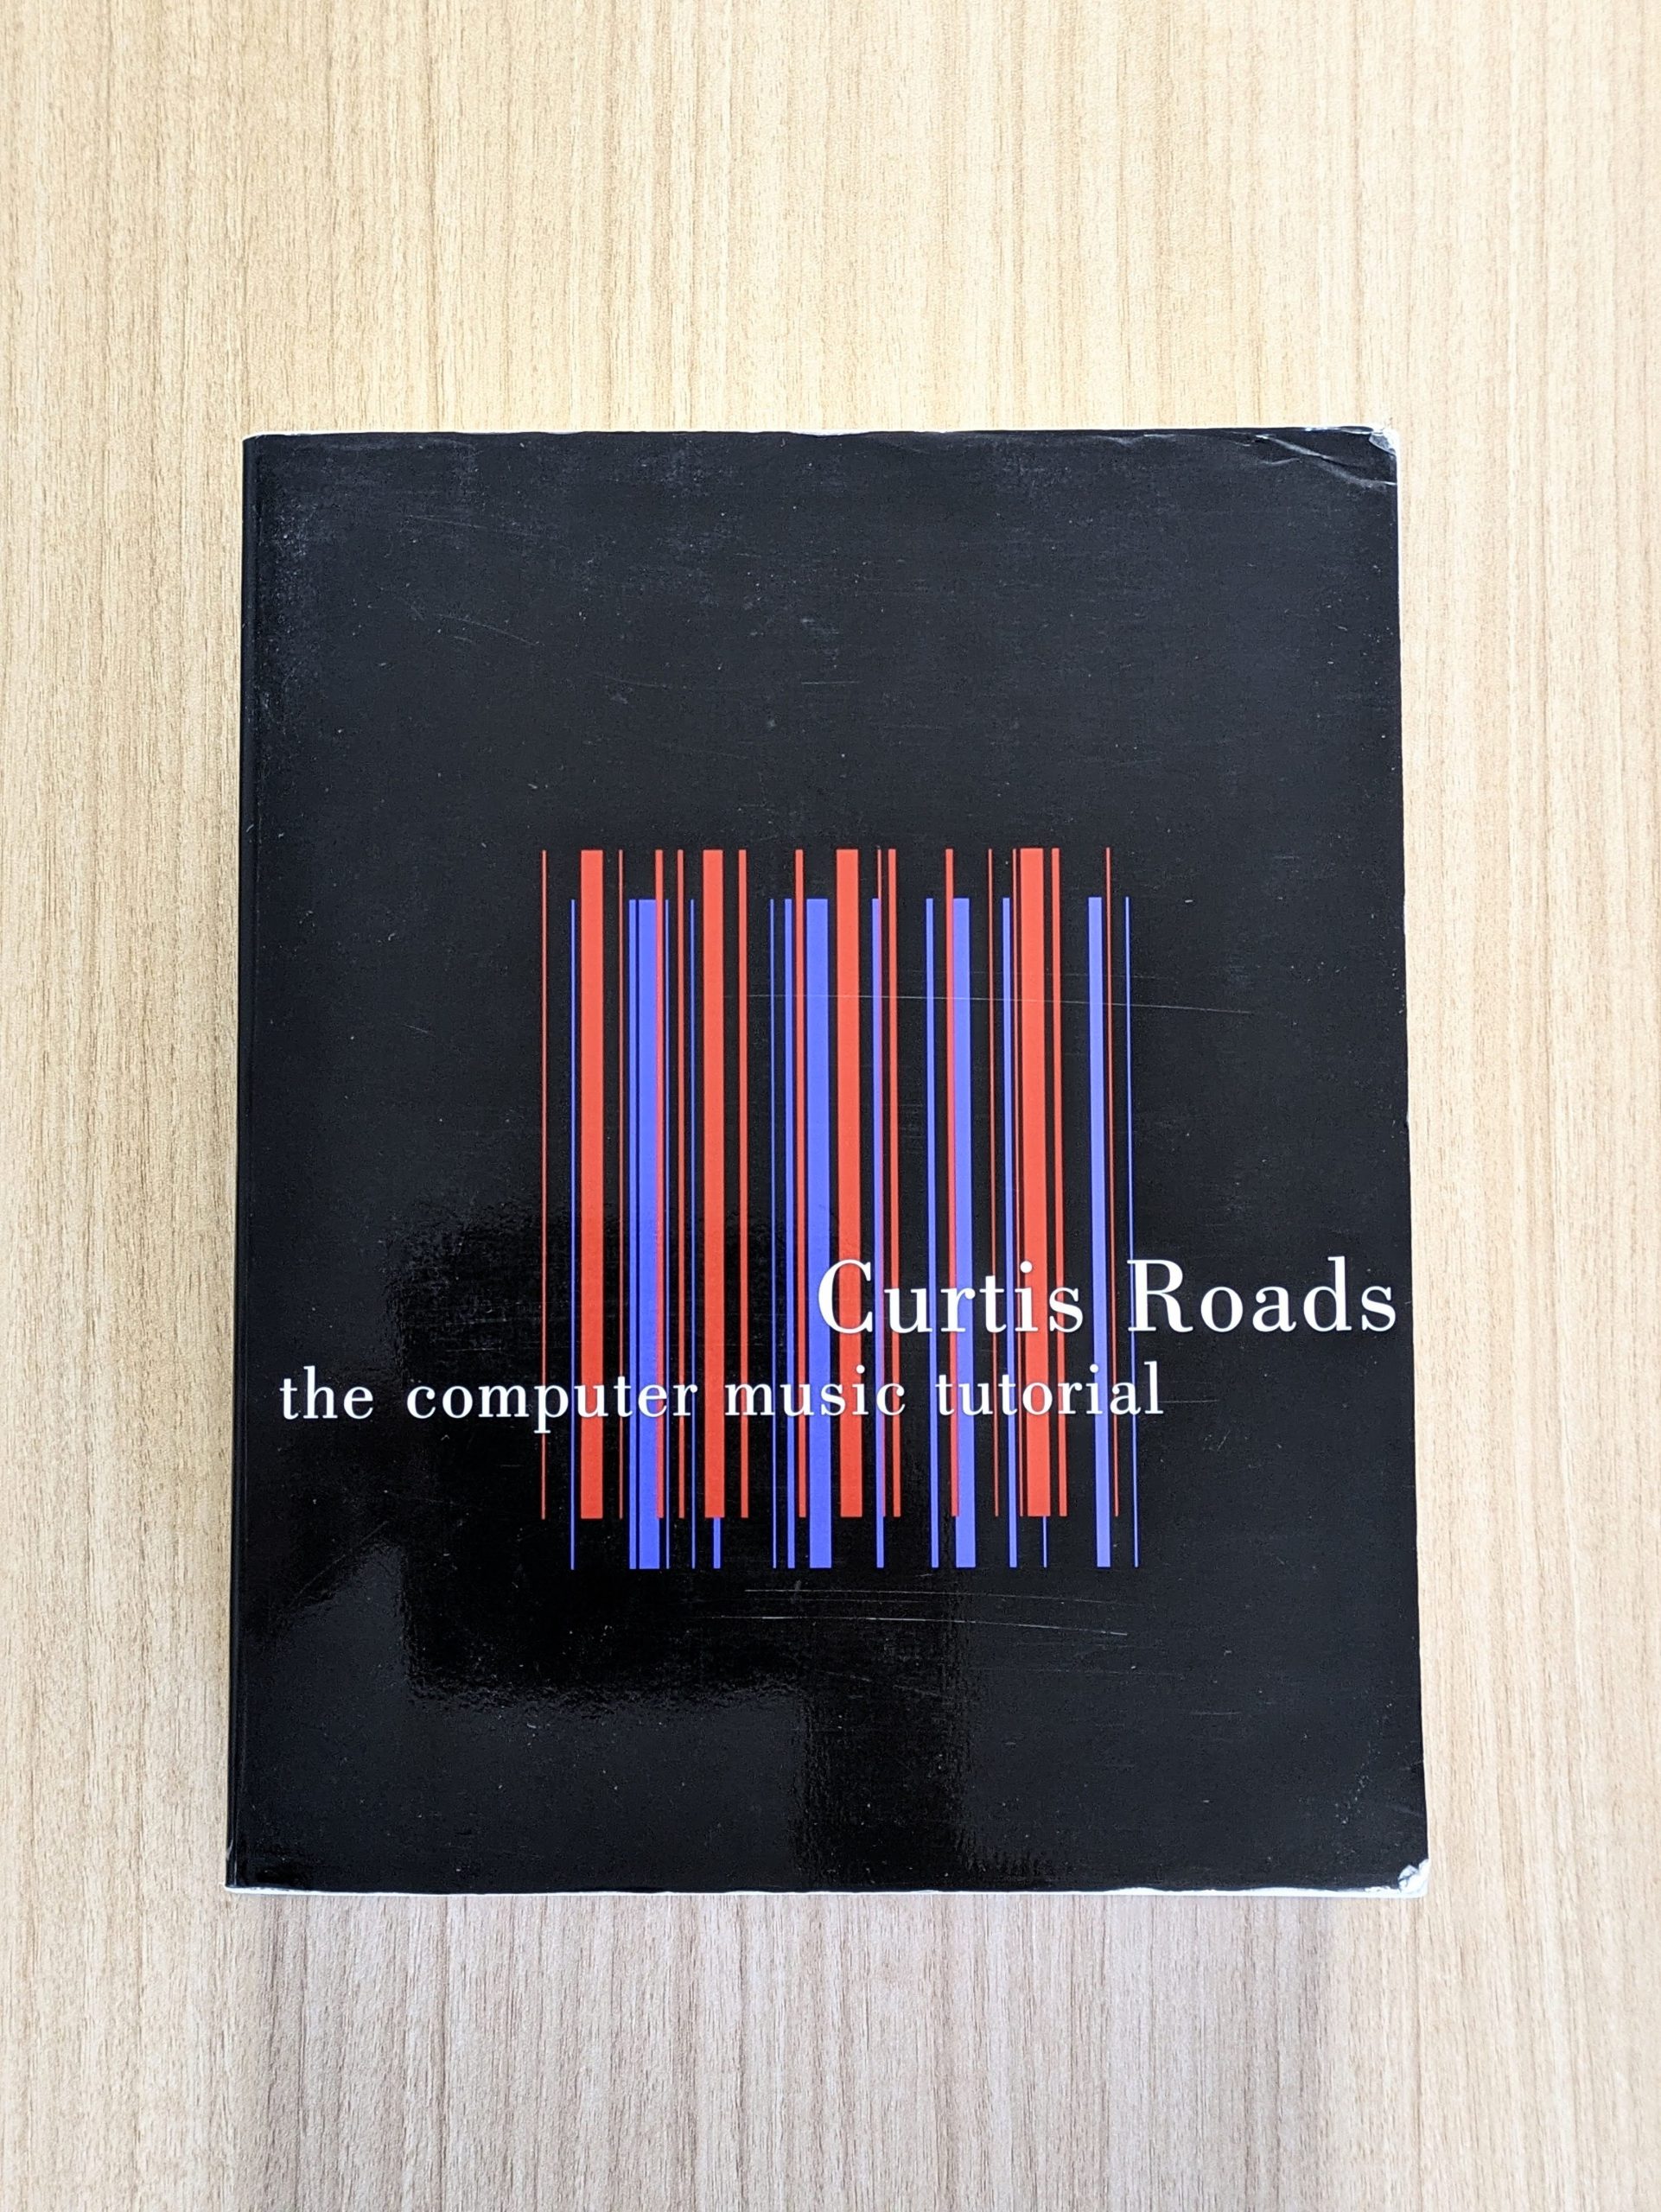 Curtis Roads
the computer music tutorial